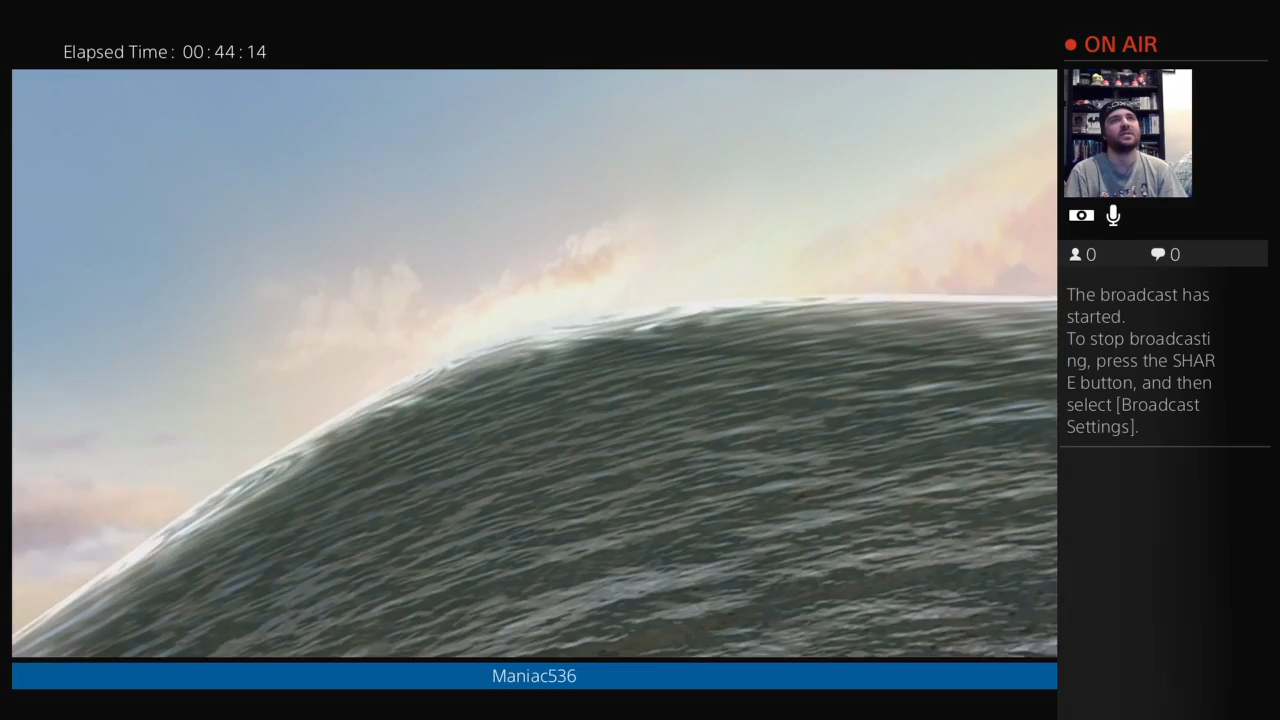 Elapsed Time: 00:44:14
ON AIR
0 0
The broadcast has
started.
To stop broadcasti
ng, press the SHAR
E button, and then
select [Broadcast
Settings].
Maniac536